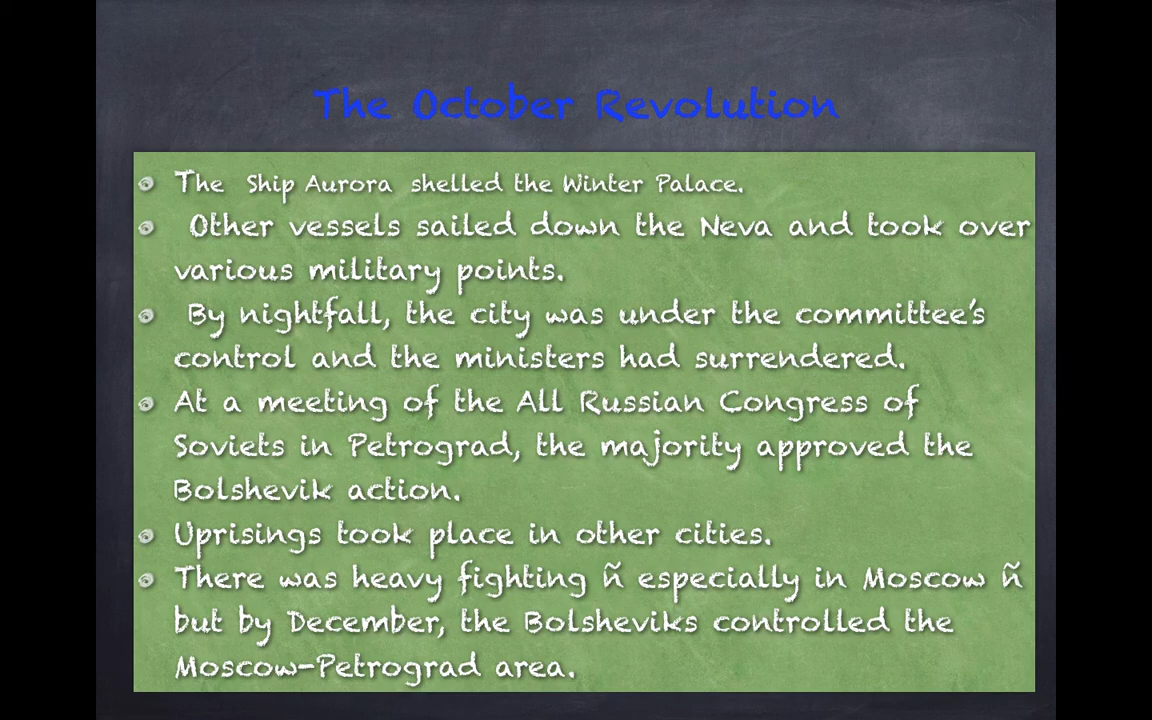 The October Revolution
The Ship Aurora shelled the Winter Palace.
Other vessels sailed down the Neva and took over
various military points.
By nightfall, the city was under the committee’s
control and the ministers had surrendered.
At a meeting of the All Russian Congress of
Soviets in Petrograd, the majority approved the
Bolshevik action.
Uprisings took place in other cities.
There was heavy fighting ñ especially in Moscow ñ
but by December, the Bolsheviks controlled the
Moscow-Petrograd area.